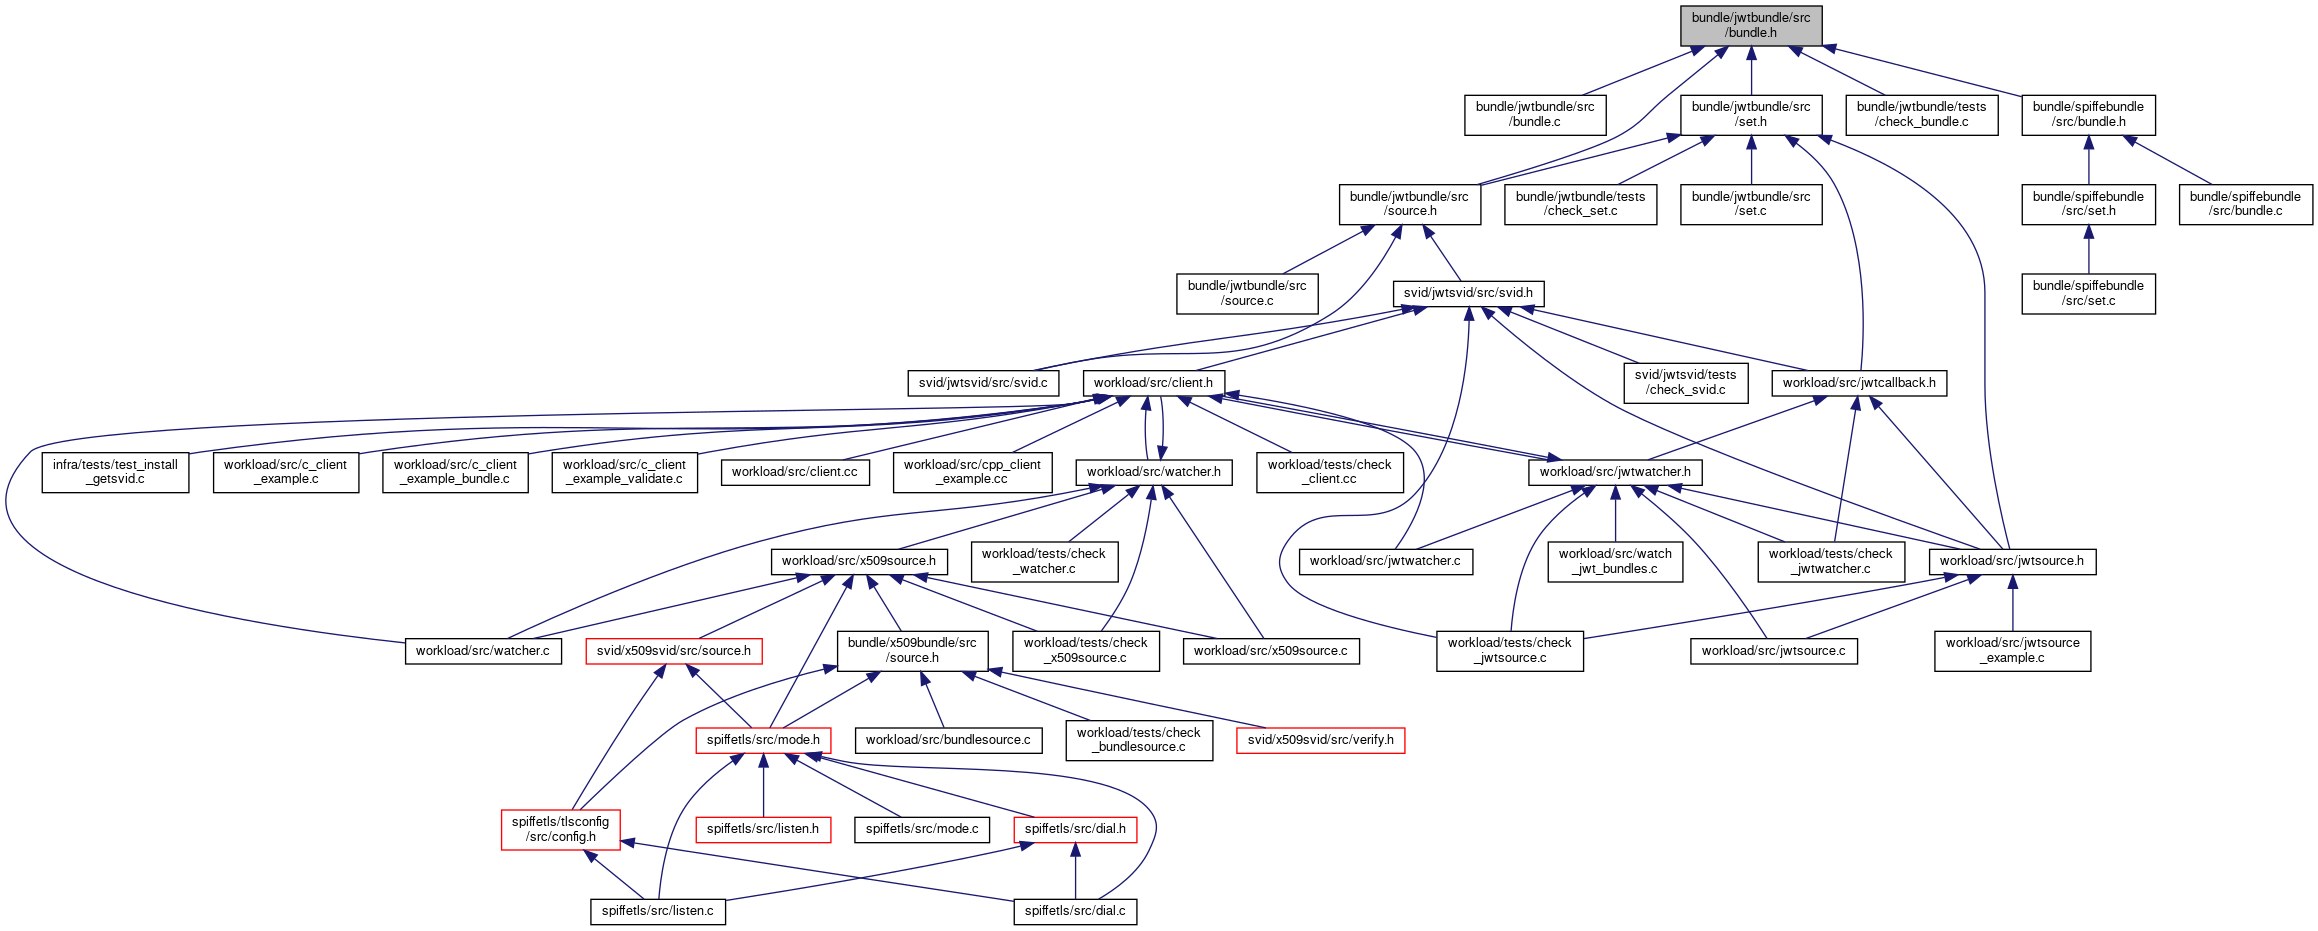 bundle/jwtbundle/src
/bundle.h
bundle/jwtbundle/src
/bundle.c
bundle/jwtbundle/src
/set.h
bundle/jwtbundle/tests
/check_bundle.c
bundle/spiffebundle
/src/bundle.h
bundle/jwtbundle/src
/source.h
bundle/jwtbundle/tests
/check_set.c
bundle/jwtbundle/src
/set.c
bundle/spiffebundle
/src/set.h
bundle/spiffebundle
/src/bundle.c
bundle/jwtbundle/src
/source.c
svid/jwtsvid/src/svid.h
bundle/spiffebundle
/src/set.c
svid/jwtsvid/src/svid.c
workload/src/client.h
svid/jwtsvid/tests
/check_svid.c
workload/src/jwtcallback.h
infra/tests/test_install
_getsvid.c
workload/src/c_client
_example.c
workload/src/c_client
_example_bundle.c
workload/src/c_client
_example_validate.c
workload/src/client.cc
workload/src/cpp_client
_example.cc
workload/src/watcher.h
workload/tests/check
_client.cc
workload/src/jwtwatcher.h
workload/src/x509source.h
workload/tests/check
_watcher.c
workload/src/jwtwatcher.c
workload/src/watch
_jwt_bundles.c
workload/tests/check
_jwtwatcher.c
workload/src/jwtsource.h
workload/src/watcher.c
svid/x509svid/src/source.h
bundle/x509bundle/src
/source.h
workload/tests/check
_x509source.c
workload/src/x509source.c
workload/tests/check
_jwtsource.c
workload/src/jwtsource.c
workload/src/jwtsource
_example.c
spiffetls/src/mode.h
workload/src/bundlesource.c
workload/tests/check
_bundlesource.c
svid/x509svid/src/verify.h
spiffetls/tlsconfig
/src/config.h
spiffetls/src/listen.h
spiffetls/src/mode.c
spiffetls/src/dial.h
spiffetls/src/listen.c
spiffetls/src/dial.c